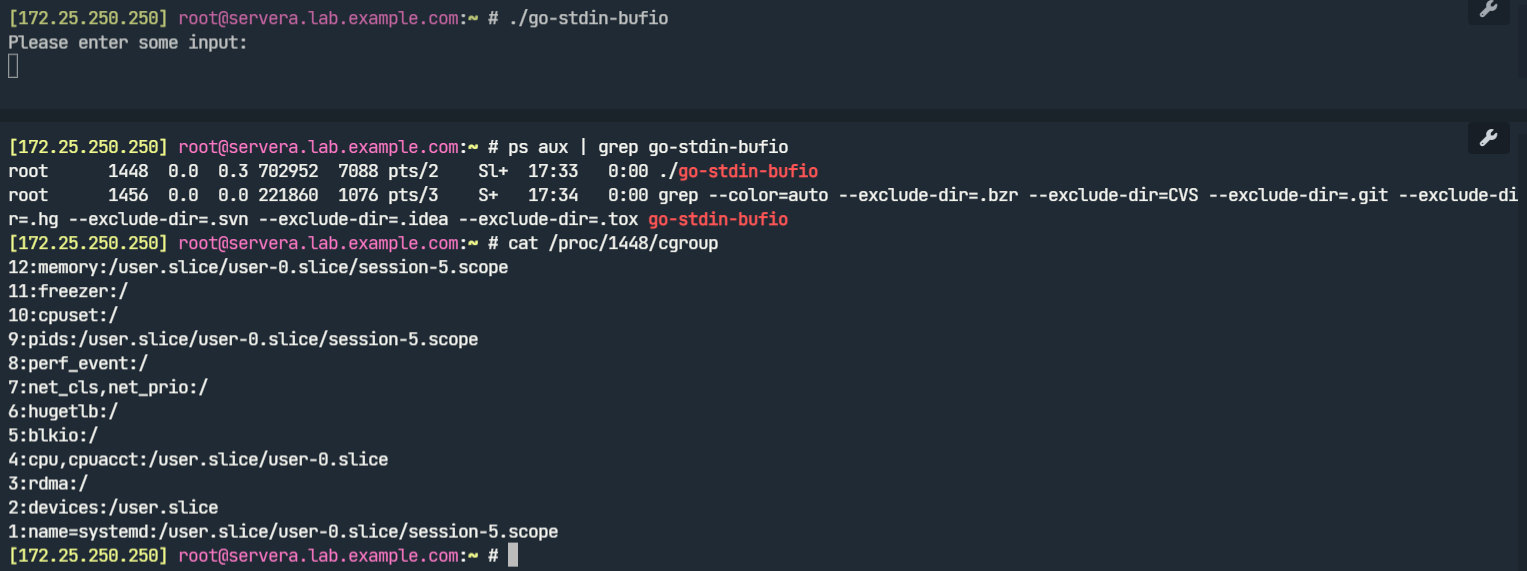 [172.25.250.250] root@servera.lab.example.com:~ # ./go-stdin-bufio
Please enter some input:
[172.25.250.250] root@servera.lab.example.com:~ # ps aux | grep go-stdin-bufio
root      1448  0.0  0.3 702952  7088 pts/2    Sl+  17:33   0:00 ./go-stdin-bufio
root      1456  0.0  0.0 221860  1076 pts/3    S+   17:34   0:00 grep --color=auto --exclude-dir=.bzr --exclude-dir=CVS --exclude-dir=.git --exclude-di
r=.hg --exclude-dir=.svn --exclude-dir=.idea --exclude-dir=.tox go-stdin-bufio
[172.25.250.250] root@servera.lab.example.com:~ # cat /proc/1448/cgroup
12:memory:/user.slice/user-0.slice/session-5.scope
11:freezer:/
10:cpuset:/
9:pids:/user.slice/user-0.slice/session-5.scope
8:perf_event:/
7:net_cls,net_prio:/
6:hugetlb:/
5:blkio:/
4:cpu,cpuacct:/user.slice/user-0.slice
3:rdma:/
2:devices:/user.slice
1:name=systemd:/user.slice/user-0.slice/session-5.scope
[172.25.250.250] root@servera.lab.example.com:~ #